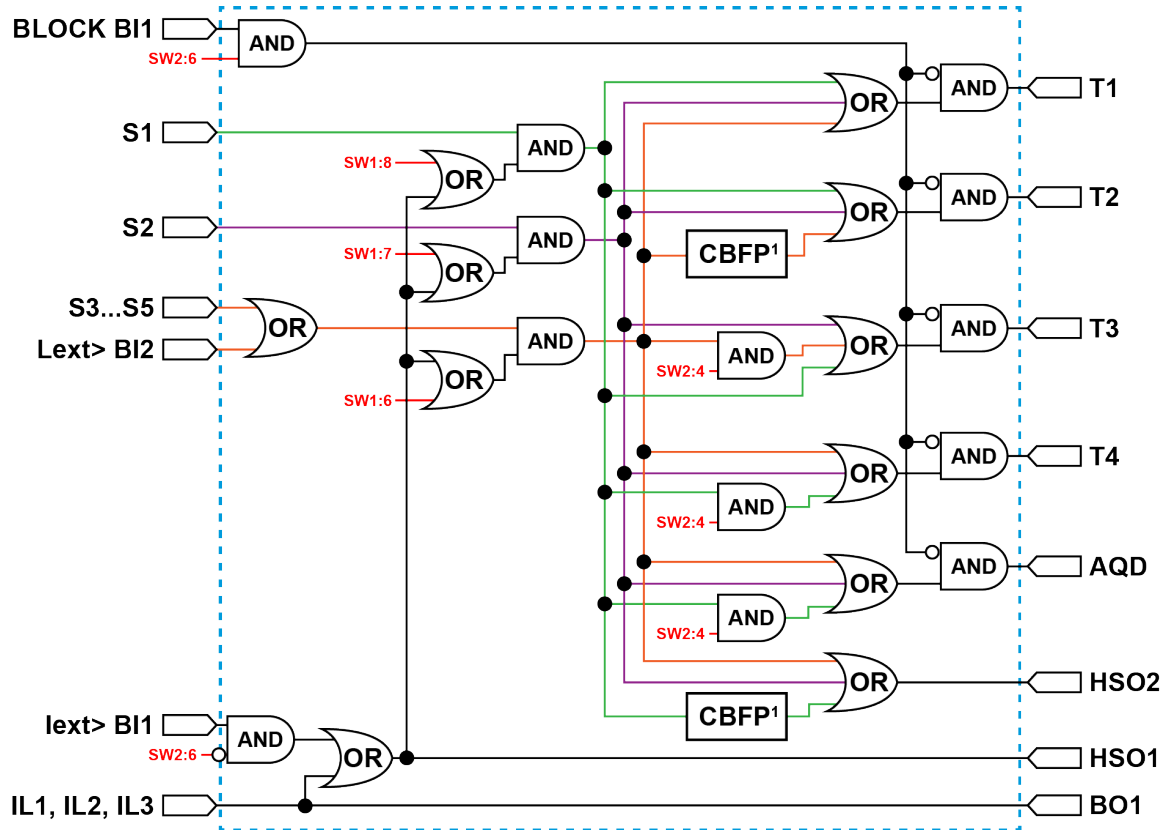 BLOCK BI1
SW2:6
AND
AND
T1
OR
S1
AND
SW1:8
OR
AND
T2
OR
S2
AND
SW1:7
OR
CBFP¹
S3...S5
OR
Lext> BI2
AND
AND
T3
OR
AND
SW2:4
SW1:6
OR
AND
T4
OR
AND
SW2:4
AND
AQD
OR
AND
SW2:4
OR
HSO2
CBFP¹
Iext> BI1
AND
SW2:6
OR
HSO1
IL1, IL2, IL3
BO1